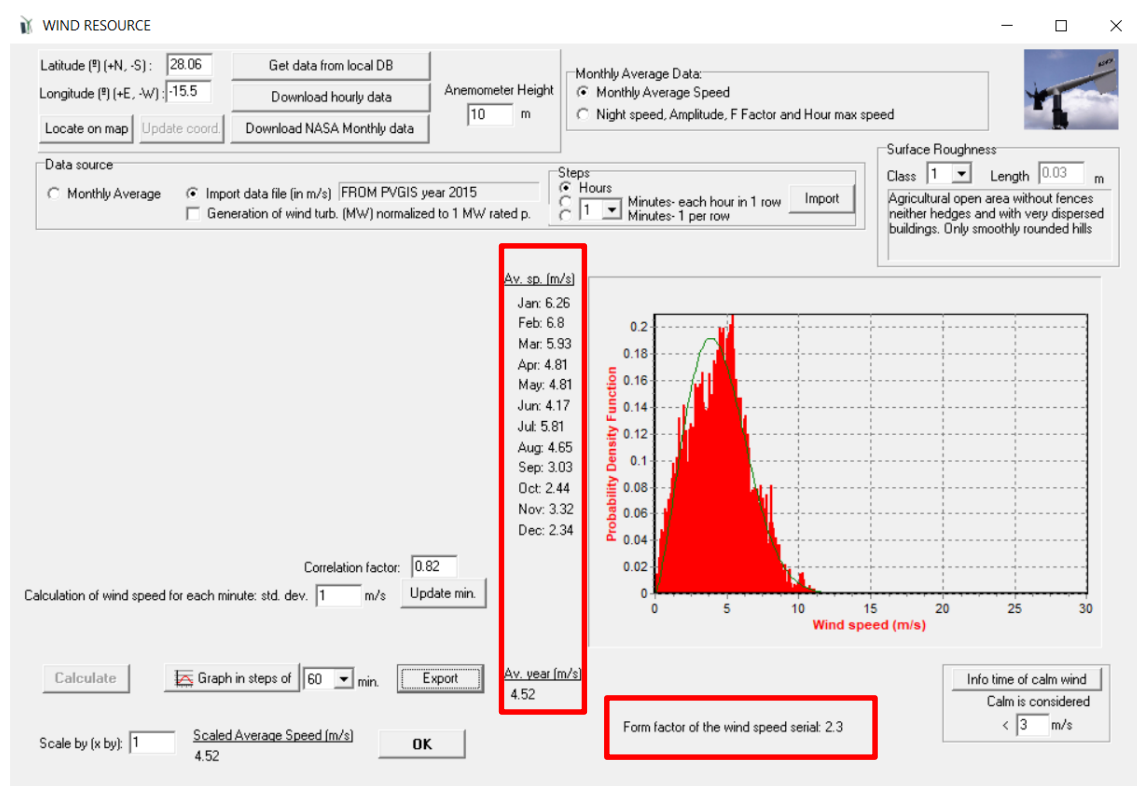 WIND RESOURCE
Latitude (º) (+N, -S) : 28.06
Get data from local DB
Longitude (º) (+E, -W) : -15.5
Download hourly data
Locate on map
Update coord.
Download NASA Monthly data
Anemometer Height
10 m
Monthly Average Data:
Monthly Average Speed
Night speed, Amplitude, F Factor and Hour max speed
Data source
Monthly Average
Import data file (in m/s) FROM PVGIS year 2015
Generation of wind turb. (MW) normalized to 1 MW rated p.
Steps
Hours
1 Minutes- each hour in 1 row
Minutes- 1 per row
Import
Surface Roughness
Class 1 Length 0.03 m
Agricultural open area without fences
neither hedges and with very dispersed
buildings. Only smoothly rounded hills
Av. sp. (m/s)
Jan: 6.26
Feb: 6.8
Mar: 5.93
Apr: 4.81
May: 4.81
Jun: 4.17
Jul: 5.81
Aug: 4.65
Sep: 3.03
Oct: 2.44
Nov: 3.32
Dec: 2.34
Av. year (m/s)
4.52
Probability Density Function
0.2
0.18
0.16
0.14
0.12
0.1
0.08
0.06
0.04
0.02
0
0 5 10 15 20 25 30
Wind speed (m/s)
Correlation factor: 0.82
Calculation of wind speed for each minute: std. dev. 1 m/s Update min.
Calculate
Graph in steps of 60 min.
Export
Scale by (x by): 1
Scaled Average Speed (m/s)
4.52
OK
Form factor of the wind speed serial: 2.3
Info time of calm wind
Calm is considered
< 3 m/s